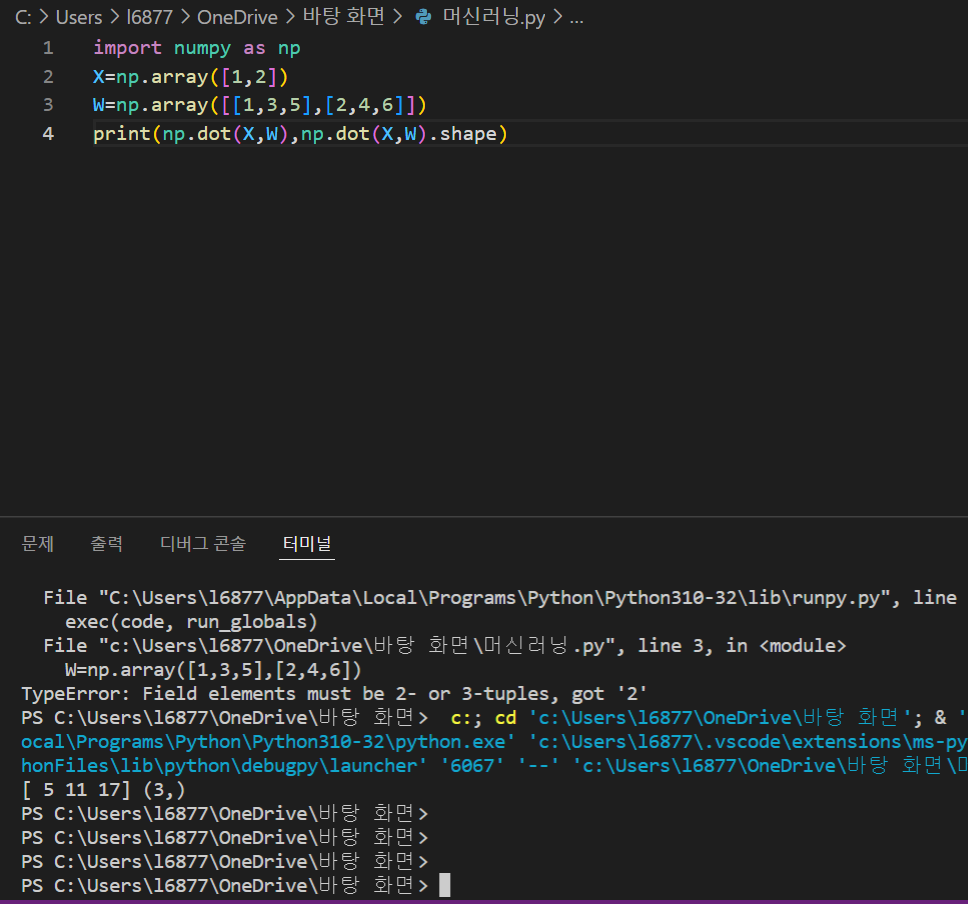 C: > Users > l6877 > OneDrive > 바탕 화면 > 머신러닝.py > ...
1 import numpy as np
2 X=np.array([1,2])
3 W=np.array([[1,3,5],[2,4,6]])
4 print(np.dot(X,W),np.dot(X,W).shape)
문제 출력 디버그 콘솔 터미널
File "C:\Users\l6877\AppData\Local\Programs\Python\Python310-32\lib\runpy.py", line
exec(code, run_globals)
File "c:\Users\l6877\OneDrive\바탕 화면\머신러닝.py", line 3, in <module>
W=np.array([1,3,5],[2,4,6])
TypeError: Field elements must be 2- or 3-tuples, got '2'
PS C:\Users\l6877\OneDrive\바탕 화면> c:; cd 'c:\Users\l6877\OneDrive\바탕 화면'; & '
ocal\Programs\Python\Python310-32\python.exe' 'c:\Users\l6877\.vscode\extensions\ms-py
honFiles\lib\python\debugpy\launcher' '6067' '--' 'c:\Users\l6877\OneDrive\바탕 화면\
[ 5 11 17] (3,)
PS C:\Users\l6877\OneDrive\바탕 화면>
PS C:\Users\l6877\OneDrive\바탕 화면>
PS C:\Users\l6877\OneDrive\바탕 화면>
PS C:\Users\l6877\OneDrive\바탕 화면>